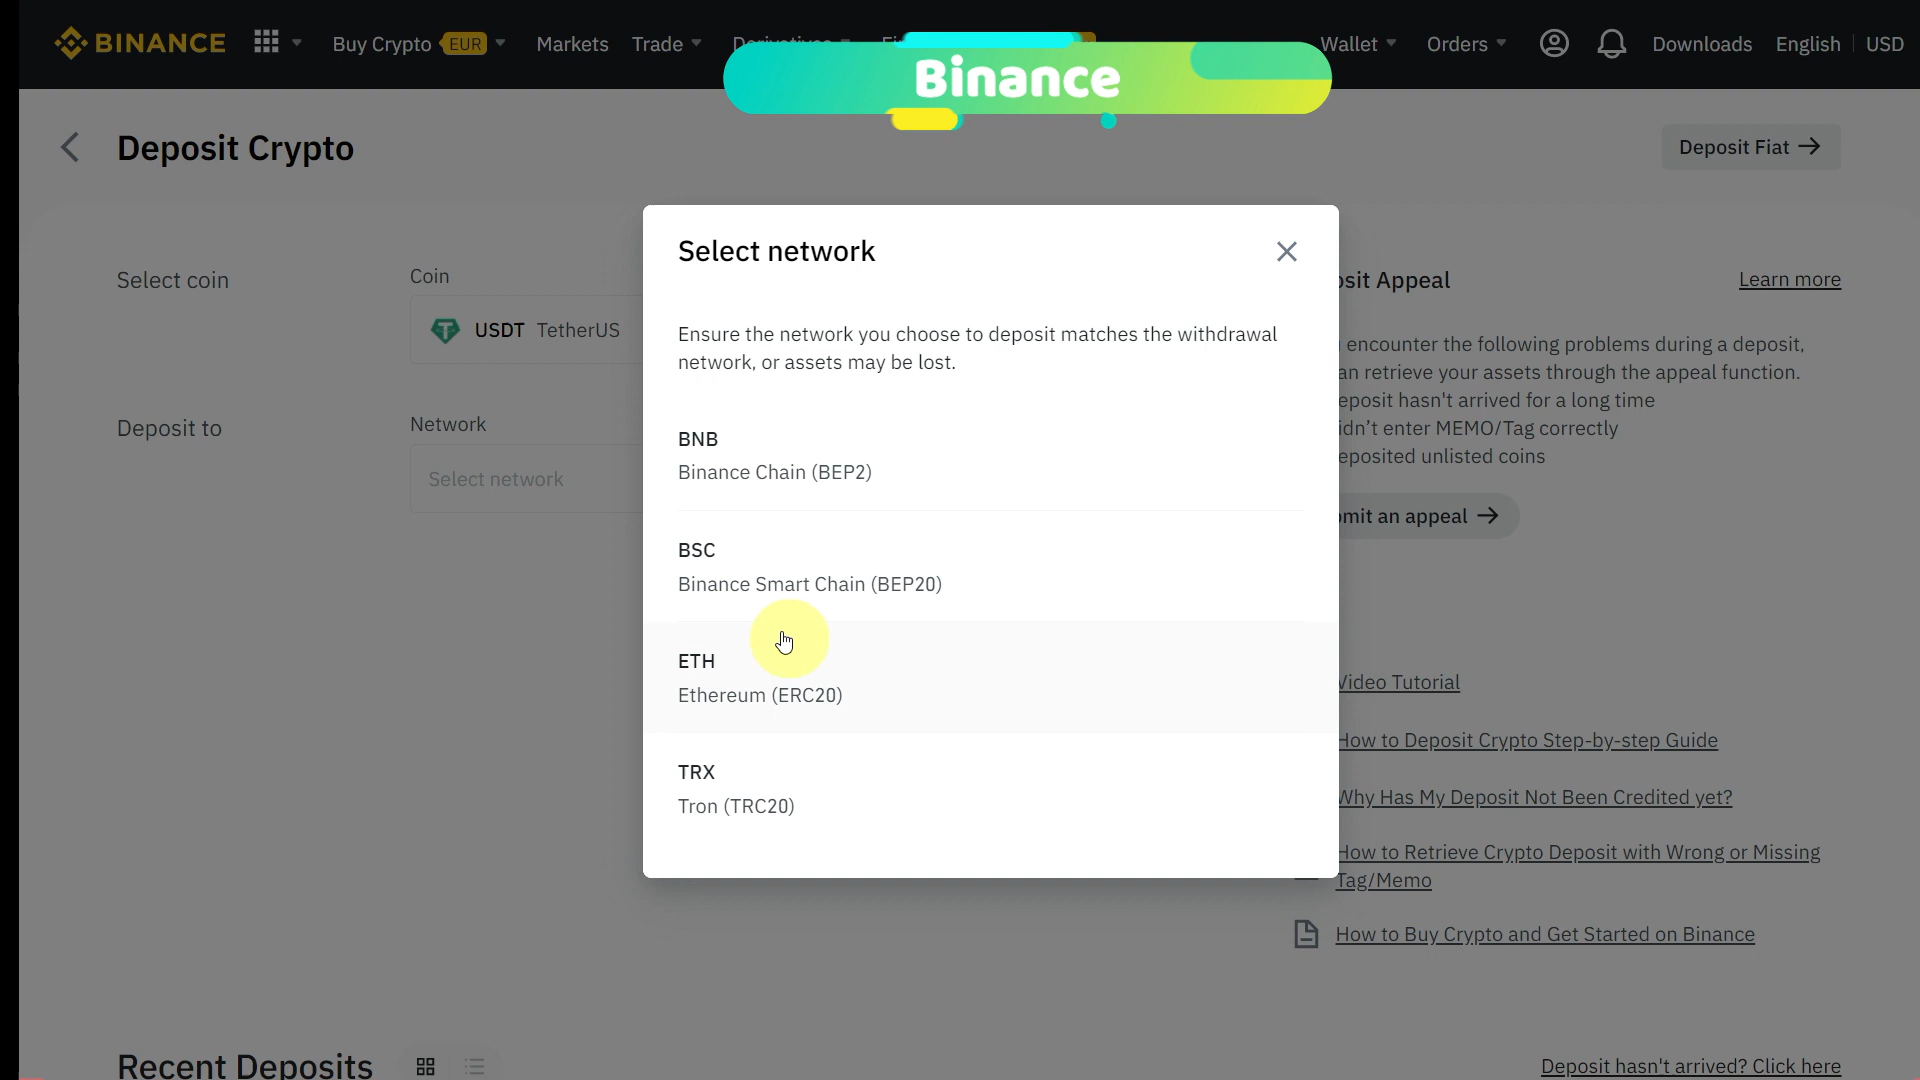 BINANCE
Buy Crypto EUR Markets Trade Wallet Orders Downloads English USD
Binance
Deposit Crypto
Deposit Fiat
Select network
Select coin
Coin
USDT TetherUS
Ensure the network you choose to deposit matches the withdrawal
network, or assets may be lost.
Deposit to
Network
Select network
BNB
Binance Chain (BEP2)
BSC
Binance Smart Chain (BEP20)
ETH
Ethereum (ERC20)
TRX
Tron (TRC20)
Appeal
Learn more
encounter the following problems during a deposit,
retrieve your assets through the appeal function.
hasn't arrived for a long time
enter MEMO/Tag correctly
unlisted coins
an appeal
Video Tutorial
How to Deposit Crypto Step-by-step Guide
Why Has My Deposit Not Been Credited yet?
How to Retrieve Crypto Deposit with Wrong or Missing
Tag/Memo
How to Buy Crypto and Get Started on Binance
Recent Deposits
Deposit hasn't arrived? Click here